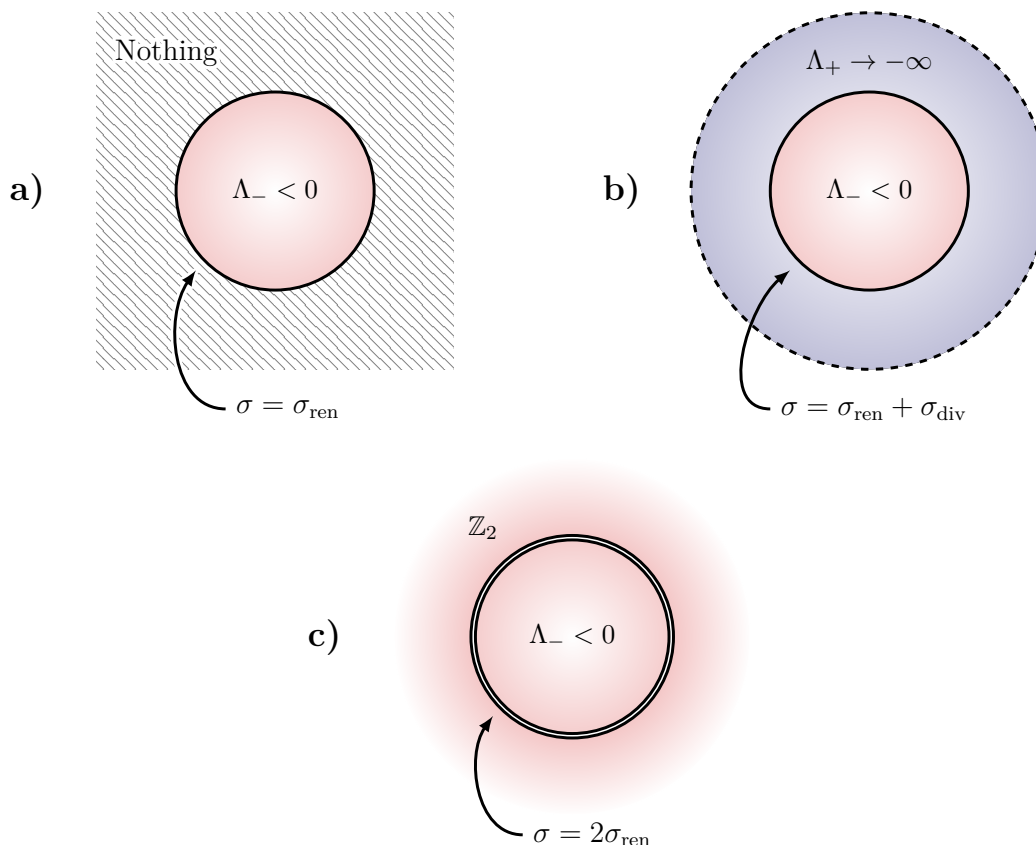 a)
Nothing
Λ₋ < 0
σ = σ_ren
b)
Λ₊ → −∞
Λ₋ < 0
σ = σ_ren + σ_div
c)
ℤ₂
Λ₋ < 0
σ = 2σ_ren